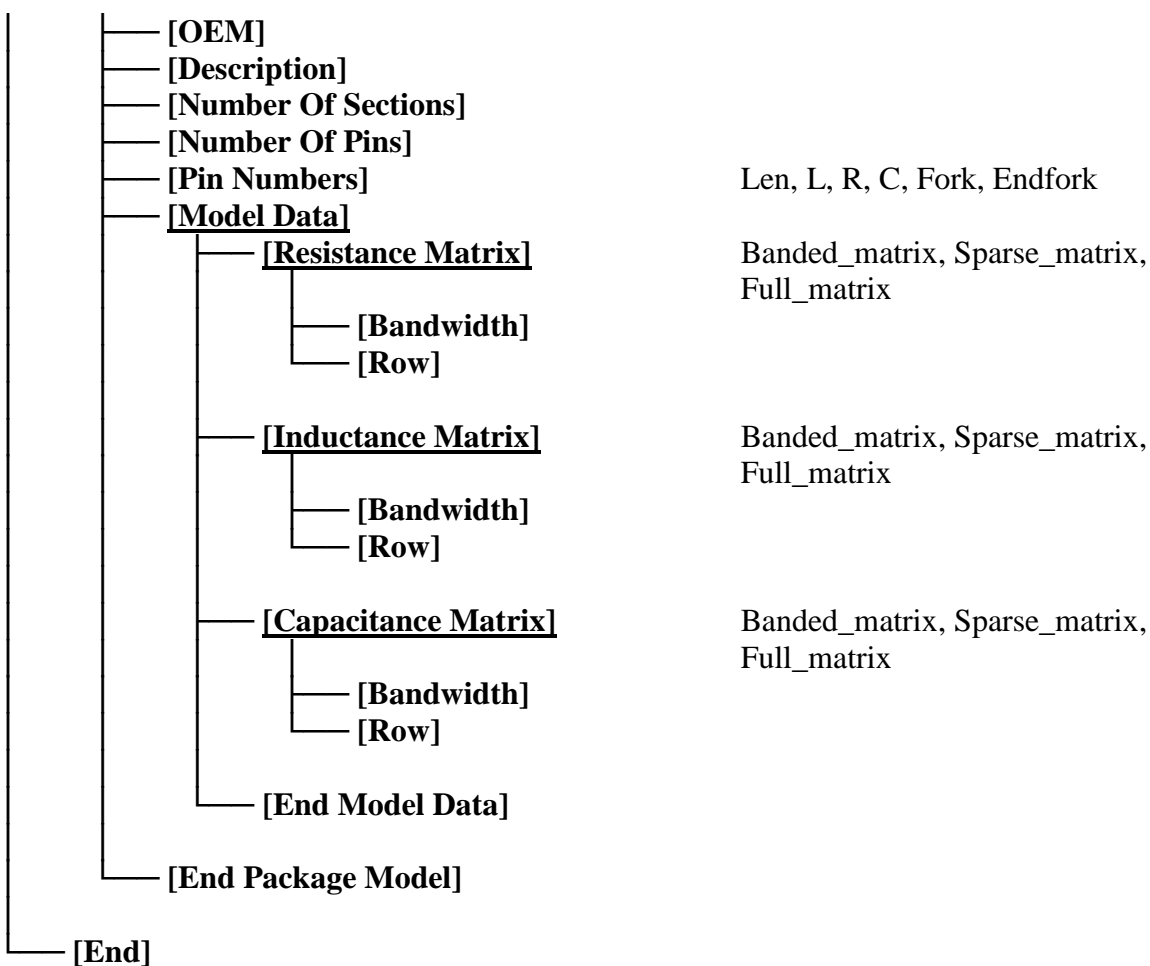 [OEM]
[Description]
[Number Of Sections]
[Number Of Pins]
[Pin Numbers] Len, L, R, C, Fork, Endfork
[Model Data]
[Resistance Matrix] Banded_matrix, Sparse_matrix,
Full_matrix
[Bandwidth]
[Row]
[Inductance Matrix] Banded_matrix, Sparse_matrix,
Full_matrix
[Bandwidth]
[Row]
[Capacitance Matrix] Banded_matrix, Sparse_matrix,
Full_matrix
[Bandwidth]
[Row]
[End Model Data]
[End Package Model]
[End]